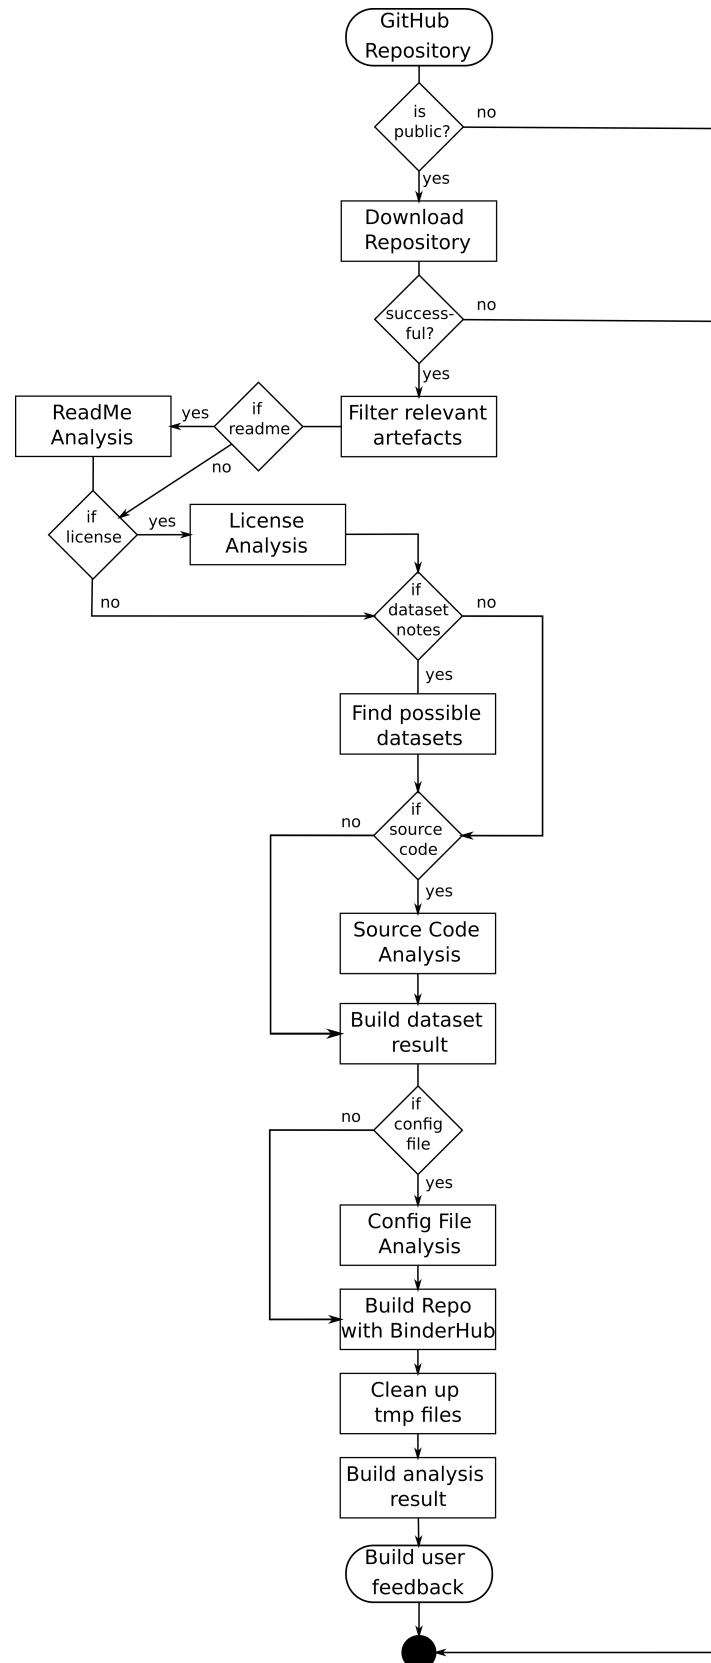 GitHub
Repository
is
public?
no
yes
Download
Repository
success-
ful?
no
yes
Filter relevant
artefacts
if
readme
yes
no
ReadMe
Analysis
if
license
yes
no
License
Analysis
if
dataset
notes
no
yes
Find possible
datasets
if
source
code
no
yes
Source Code
Analysis
Build dataset
result
if
config
file
no
yes
Config File
Analysis
Build Repo
with BinderHub
Clean up
tmp files
Build analysis
result
Build user
feedback